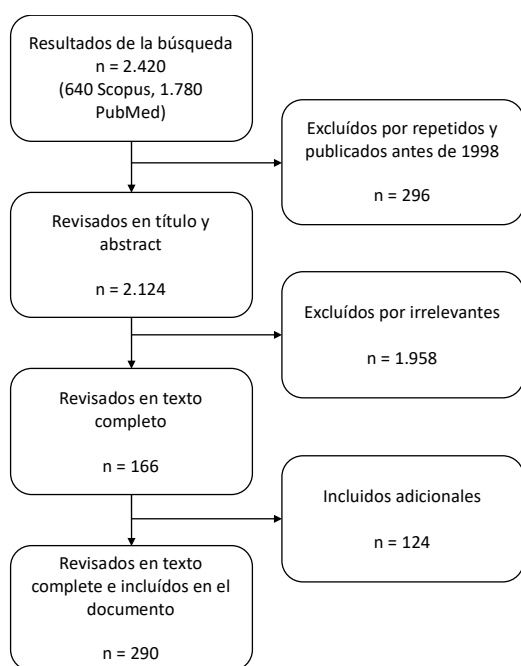 Resultados de la búsqueda
n = 2.420
(640 Scopus, 1.780
PubMed)
Excluídos por repetidos y
publicados antes de 1998
n = 296
Revisados en título y
abstract
n = 2.124
Excluídos por irrelevantes
n = 1.958
Revisados en texto
completo
n = 166
Incluidos adicionales
n = 124
Revisados en texto
complete e incluídos en el
documento
n = 290